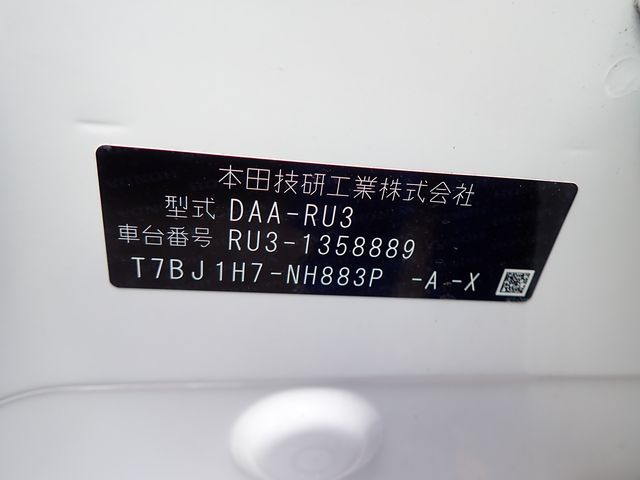 本田技研工業株式会社
型式 DAA-RU3
車台番号 RU3-1358889
T7BJ1H7-NH883P -A -X